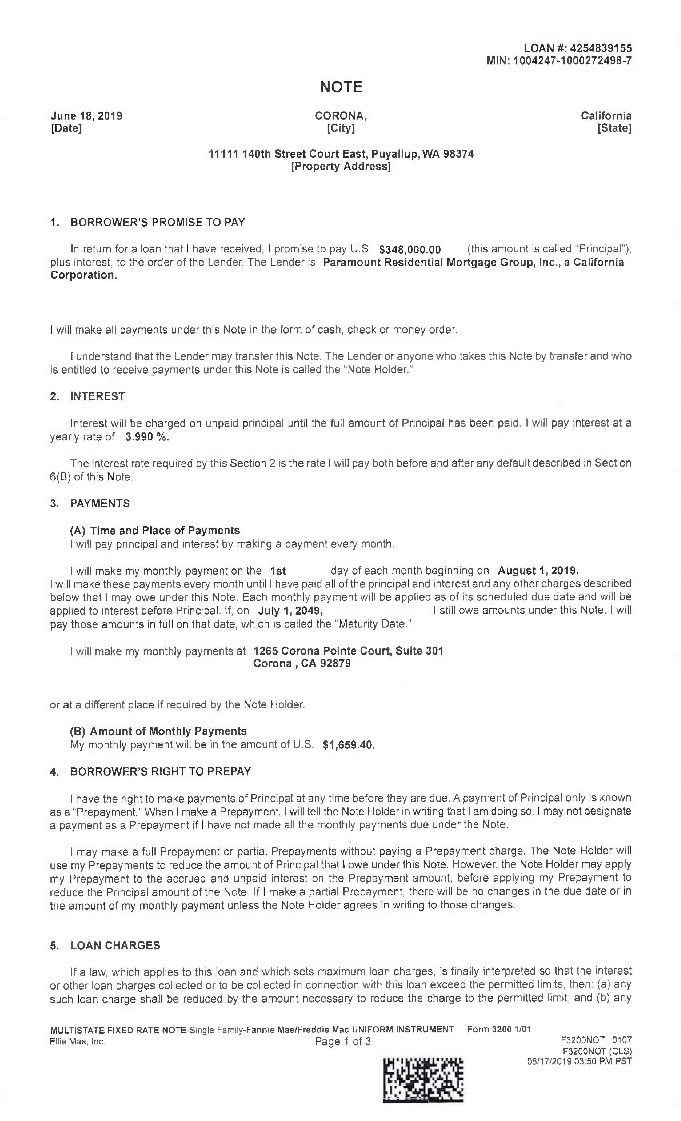 LOAN #: 4254839155
MIN: 1004247-1000272498-7
NOTE
June 18, 2019 CORONA, California
[Date] [City] [State]
11111 140th Street Court East, Puyallup, WA 98374
[Property Address]
1. BORROWER'S PROMISE TO PAY
In return for a loan that I have received, I promise to pay U.S. $348,000.00 (this amount is called "Principal"),
plus interest, to the order of the Lender. The Lender is Paramount Residential Mortgage Group, Inc., a California
Corporation.
I will make all payments under this Note in the form of cash, check or money order.
I understand that the Lender may transfer this Note. The Lender or anyone who takes this Note by transfer and who
is entitled to receive payments under this Note is called the "Note Holder."
2. INTEREST
Interest will be charged on unpaid principal until the full amount of Principal has been paid. I will pay interest at a
yearly rate of 3.990 %.
The interest rate required by this Section 2 is the rate I will pay both before and after any default described in Section
6(B) of this Note.
3. PAYMENTS
(A) Time and Place of Payments
I will pay principal and interest by making a payment every month.
I will make my monthly payment on the 1st day of each month beginning on August 1, 2019.
I will make these payments every month until I have paid all of the principal and interest and any other charges described
below that I may owe under this Note. Each monthly payment will be applied as of its scheduled due date and will be
applied to interest before Principal. If, on July 1, 2049, I still owe amounts under this Note, I will
pay those amounts in full on that date, which is called the "Maturity Date."
I will make my monthly payments at 1265 Corona Pointe Court, Suite 301
Corona , CA 92879
or at a different place if required by the Note Holder.
(B) Amount of Monthly Payments
My monthly payment will be in the amount of U.S. $1,659.40.
4. BORROWER'S RIGHT TO PREPAY
I have the right to make payments of Principal at any time before they are due. A payment of Principal only is known
as a "Prepayment." When I make a Prepayment, I will tell the Note Holder in writing that I am doing so. I may not designate
a payment as a Prepayment if I have not made all the monthly payments due under the Note.
I may make a full Prepayment or partial Prepayments without paying a Prepayment charge. The Note Holder will
use my Prepayments to reduce the amount of Principal that I owe under this Note. However, the Note Holder may apply
my Prepayment to the accrued and unpaid interest on the Prepayment amount, before applying my Prepayment to
reduce the Principal amount of the Note. If I make a partial Prepayment, there will be no changes in the due date or in
the amount of my monthly payment unless the Note Holder agrees in writing to those changes.
5. LOAN CHARGES
If a law, which applies to this loan and which sets maximum loan charges, is finally interpreted so that the interest
or other loan charges collected or to be collected in connection with this loan exceed the permitted limits, then: (a) any
such loan charge shall be reduced by the amount necessary to reduce the charge to the permitted limit; and (b) any
MULTISTATE FIXED RATE NOTE-Single Family-Fannie Mae/Freddie Mac UNIFORM INSTRUMENT Form 3200 1/01
Ellie Mae, Inc. Page 1 of 3 F3200NOT 0107
F3200NOT (CLS)
06/17/2019 03:50 PM PST